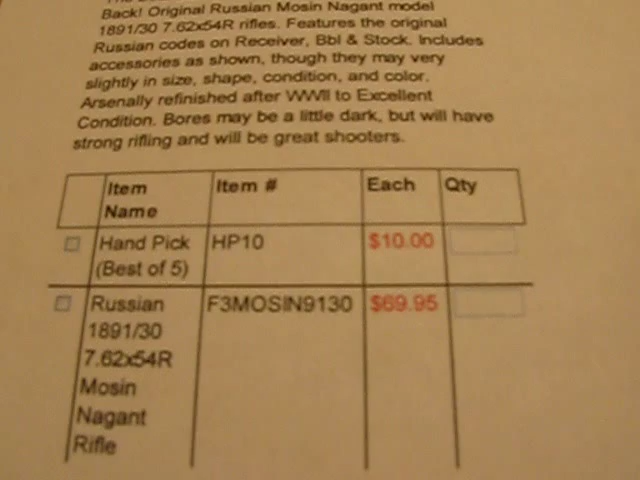 Back! Original Russian Mosin Nagant model
1891/30 7.62x54R rifles. Features the original
Russian codes on Receiver, Bbl & Stock. Includes
accessories as shown, though they may very
slightly in size, shape, condition, and color.
Arsenally refinished after WWII to Excellent
Condition. Bores may be a little dark, but will have
strong rifling and will be great shooters.
Item Name Item # Each Qty
Hand Pick (Best of 5) HP10 $10.00
Russian 1891/30 7.62x54R Mosin Nagant Rifle F3MOSIN9130 $69.95